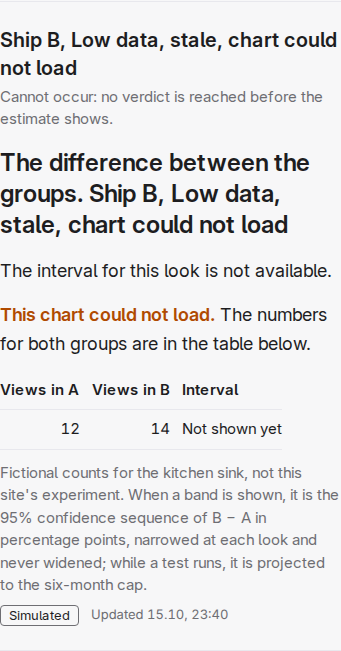 Ship B, Low data, stale, chart could
not load
Cannot occur: no verdict is reached before the
estimate shows.
The difference between the
groups. Ship B, Low data,
stale, chart could not load
The interval for this look is not available.
This chart could not load. The numbers
for both groups are in the table below.
Views in A Views in B Interval
12 14 Not shown yet
Fictional counts for the kitchen sink, not this
site's experiment. When a band is shown, it is the
95% confidence sequence of B − A in
percentage points, narrowed at each look and
never widened; while a test runs, it is projected
to the six-month cap.
Simulated Updated 15.10, 23:40